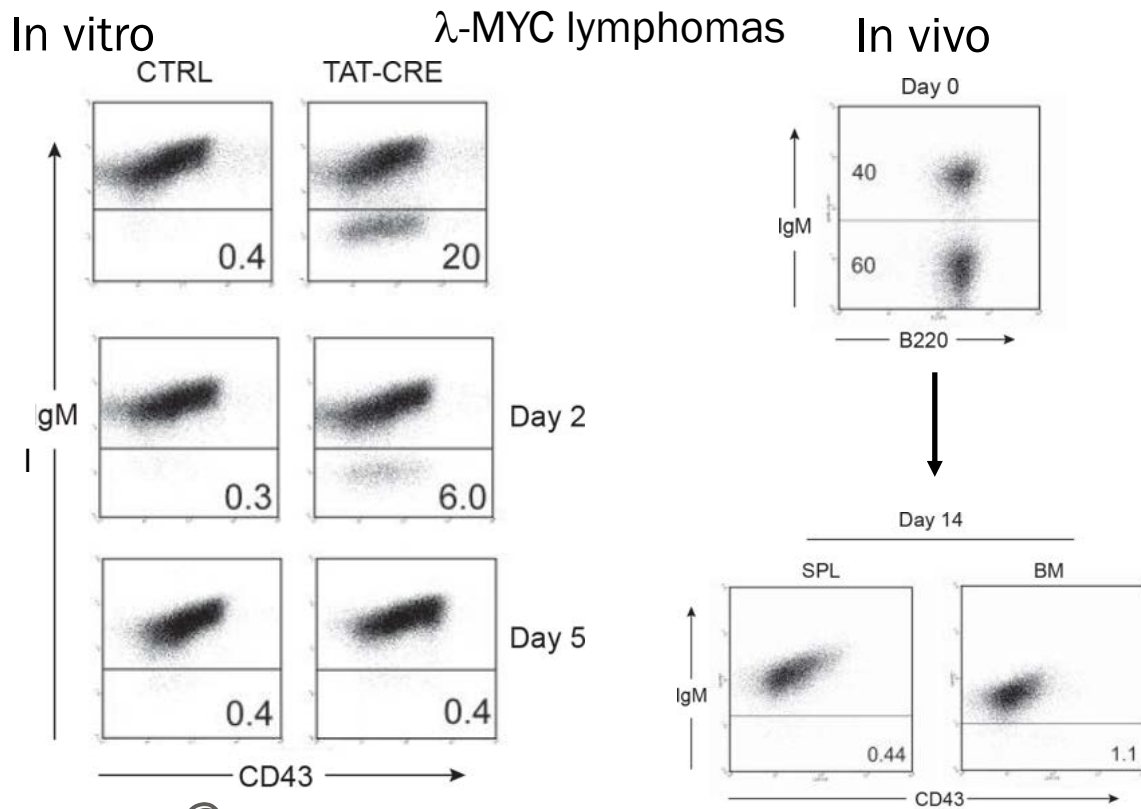 In vitro
λ-MYC lymphomas
In vivo
CTRL
TAT-CRE
0.4
20
IgM
I
0.3
6.0
Day 2
0.4
0.4
Day 5
CD43
Day 0
40
60
IgM
B220
Day 14
SPL
BM
IgM
0.44
1.1
CD43